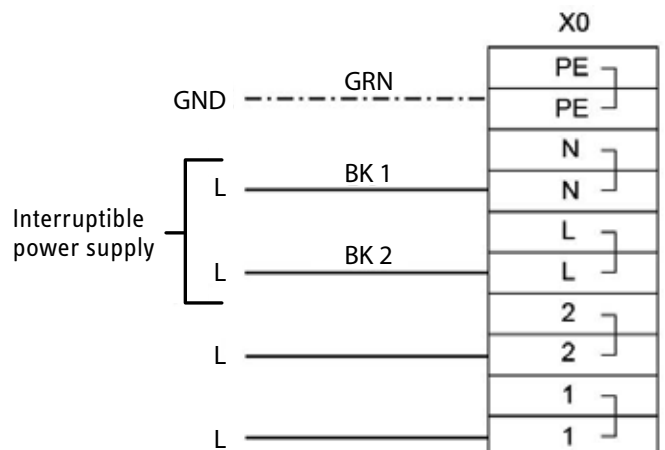 X0
PE
GRN
GND
PE
N
BK 1
L
N
Interruptible
power supply
L
BK 2
L
L
2
L
2
1
L
1